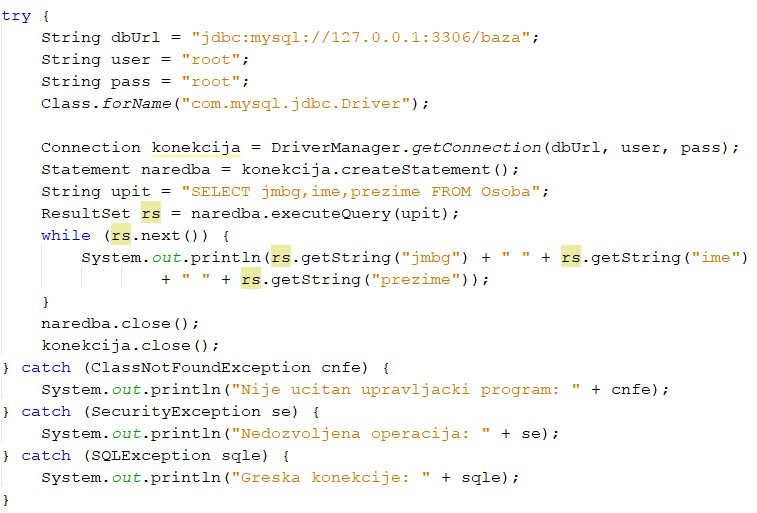 try {
    String dbUrl = "jdbc:mysql://127.0.0.1:3306/baza";
    String user = "root";
    String pass = "root";
    Class.forName("com.mysql.jdbc.Driver");

    Connection konekcija = DriverManager.getConnection(dbUrl, user, pass);
    Statement naredba = konekcija.createStatement();
    String upit = "SELECT jmbg,ime,prezime FROM Osoba";
    ResultSet rs = naredba.executeQuery(upit);
    while (rs.next()) {
        System.out.println(rs.getString("jmbg") + " " + rs.getString("ime")
                + " " + rs.getString("prezime"));
    }
    naredba.close();
    konekcija.close();
} catch (ClassNotFoundException cnfe) {
    System.out.println("Nije ucitan upravljacki program: " + cnfe);
} catch (SecurityException se) {
    System.out.println("Nedozvoljena operacija: " + se);
} catch (SQLException sqle) {
    System.out.println("Greska konekcije: " + sqle);
}